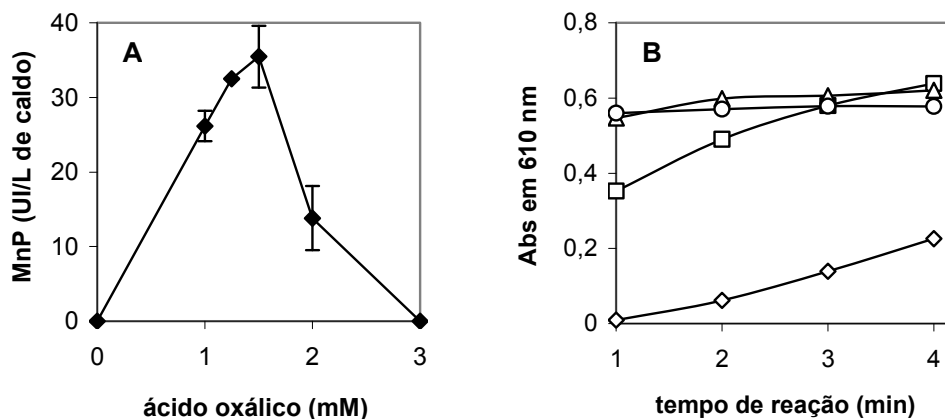 A
MnP (UI/L de caldo)
40
30
20
10
0
0 1 2 3
ácido oxálico (mM)
B
Abs em 610 nm
0,8
0,6
0,4
0,2
0
1 2 3 4
tempo de reação (min)